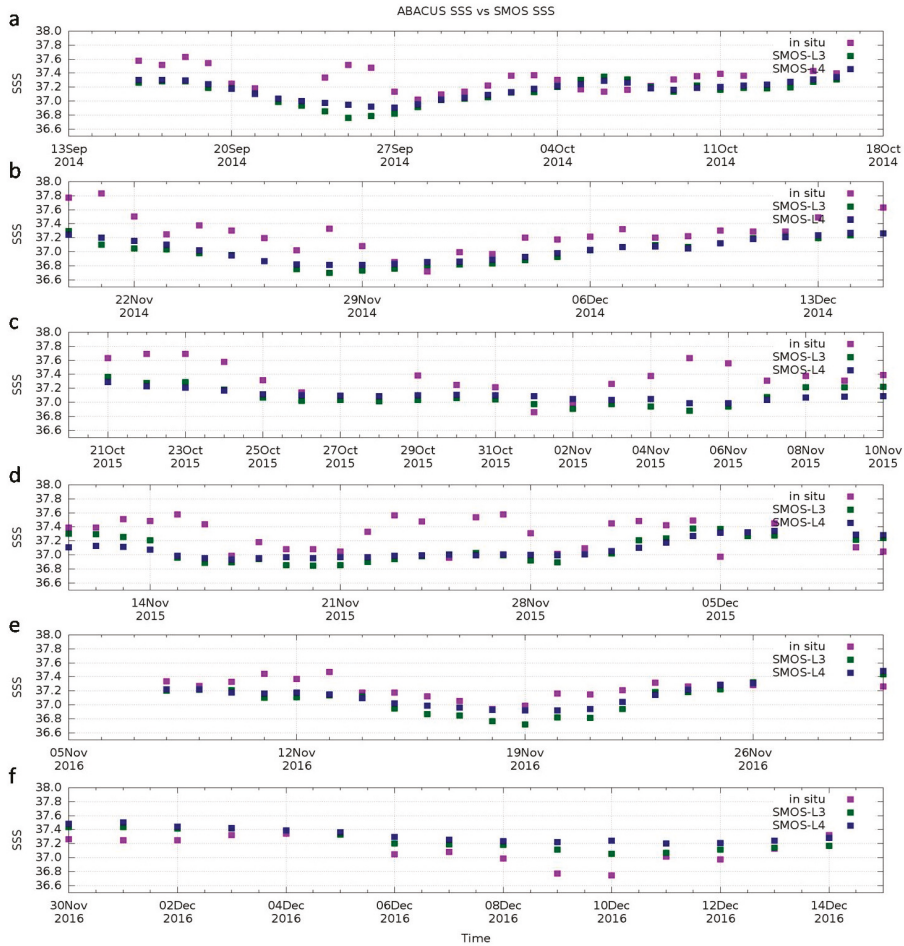 ABACUS SSS vs SMOS SSS
a
38.0
37.8
37.6
37.4
37.2
37.0
36.8
36.6
SSS
in situ
SMOS-L3
SMOS-L4
13Sep 20Sep 27Sep 04Oct 11Oct 18Oct
2014 2014 2014 2014 2014 2014
b
38.0
37.6
37.2
36.8
SSS
in situ
SMOS-L3
SMOS-L4
22Nov 29Nov 06Dec 13Dec
2014 2014 2014 2014
c
38.0
37.8
37.6
37.4
37.2
37.0
36.8
36.6
SSS
in situ
SMOS-L3
SMOS-L4
21Oct 23Oct 25Oct 27Oct 29Oct 31Oct 02Nov 04Nov 06Nov 08Nov 10Nov
2015 2015 2015 2015 2015 2015 2015 2015 2015 2015 2015
d
38.0
37.8
37.6
37.4
37.2
37.0
36.8
36.6
SSS
in situ
SMOS-L3
SMOS-L4
14Nov 21Nov 28Nov 05Dec
2015 2015 2015 2015
e
38.0
37.8
37.6
37.4
37.2
37.0
36.8
36.6
SSS
in situ
SMOS-L3
SMOS-L4
05Nov 12Nov 19Nov 26Nov
2016 2016 2016 2016
f
38.0
37.8
37.6
37.4
37.2
37.0
36.8
36.6
SSS
in situ
SMOS-L3
SMOS-L4
30Nov 02Dec 04Dec 06Dec 08Dec 10Dec 12Dec 14Dec
2016 2016 2016 2016 2016 2016 2016 2016
Time